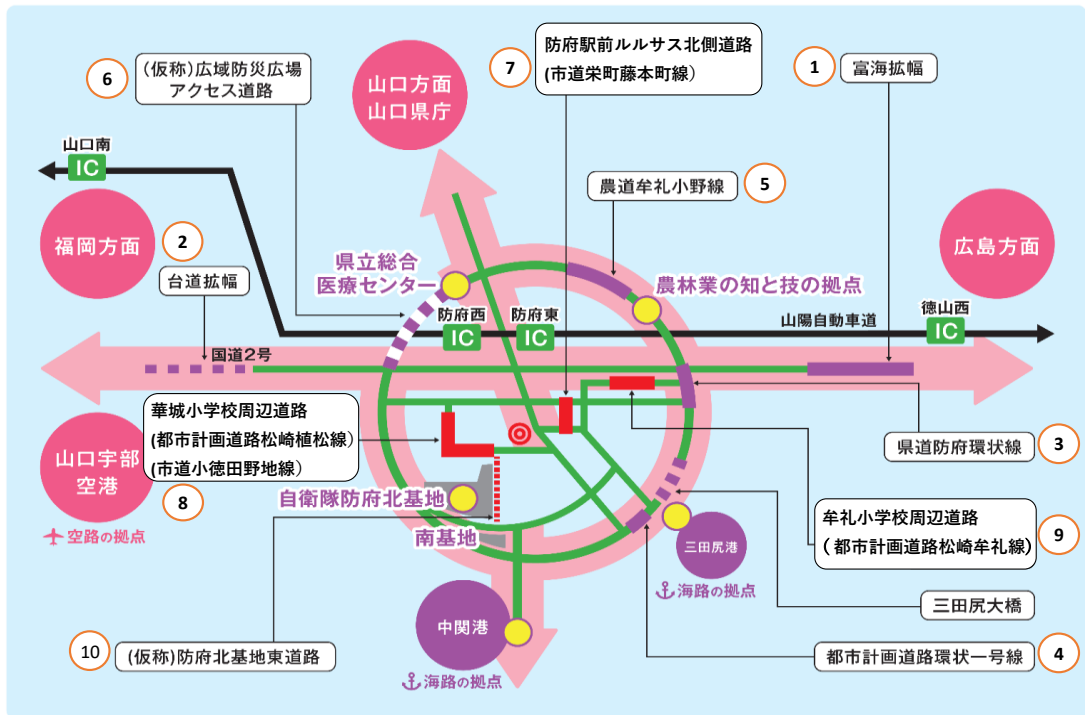 防府駅前ルルサス北側道路
(市道栄町藤本町線)
7
6
(仮称)広域防災広場
アクセス道路
山口方面
山口県庁
1
富海拡幅
山口南
IC
農道牟礼小野線
5
福岡方面
2
台道拡幅
広島方面
県立総合
医療センター
農林業の知と技の拠点
防府西
IC
防府東
IC
山陽自動車道
徳山西
IC
国道2号
華城小学校周辺道路
(都市計画道路松崎植松線)
(市道小徳田野地線)
8
県道防府環状線
3
山口宇部
空港
空路の拠点
自衛隊防府北基地
南基地
牟礼小学校周辺道路
(都市計画道路松崎牟礼線)
9
三田尻港
海路の拠点
三田尻大橋
中関港
海路の拠点
10
(仮称)防府北基地東道路
都市計画道路環状一号線
4